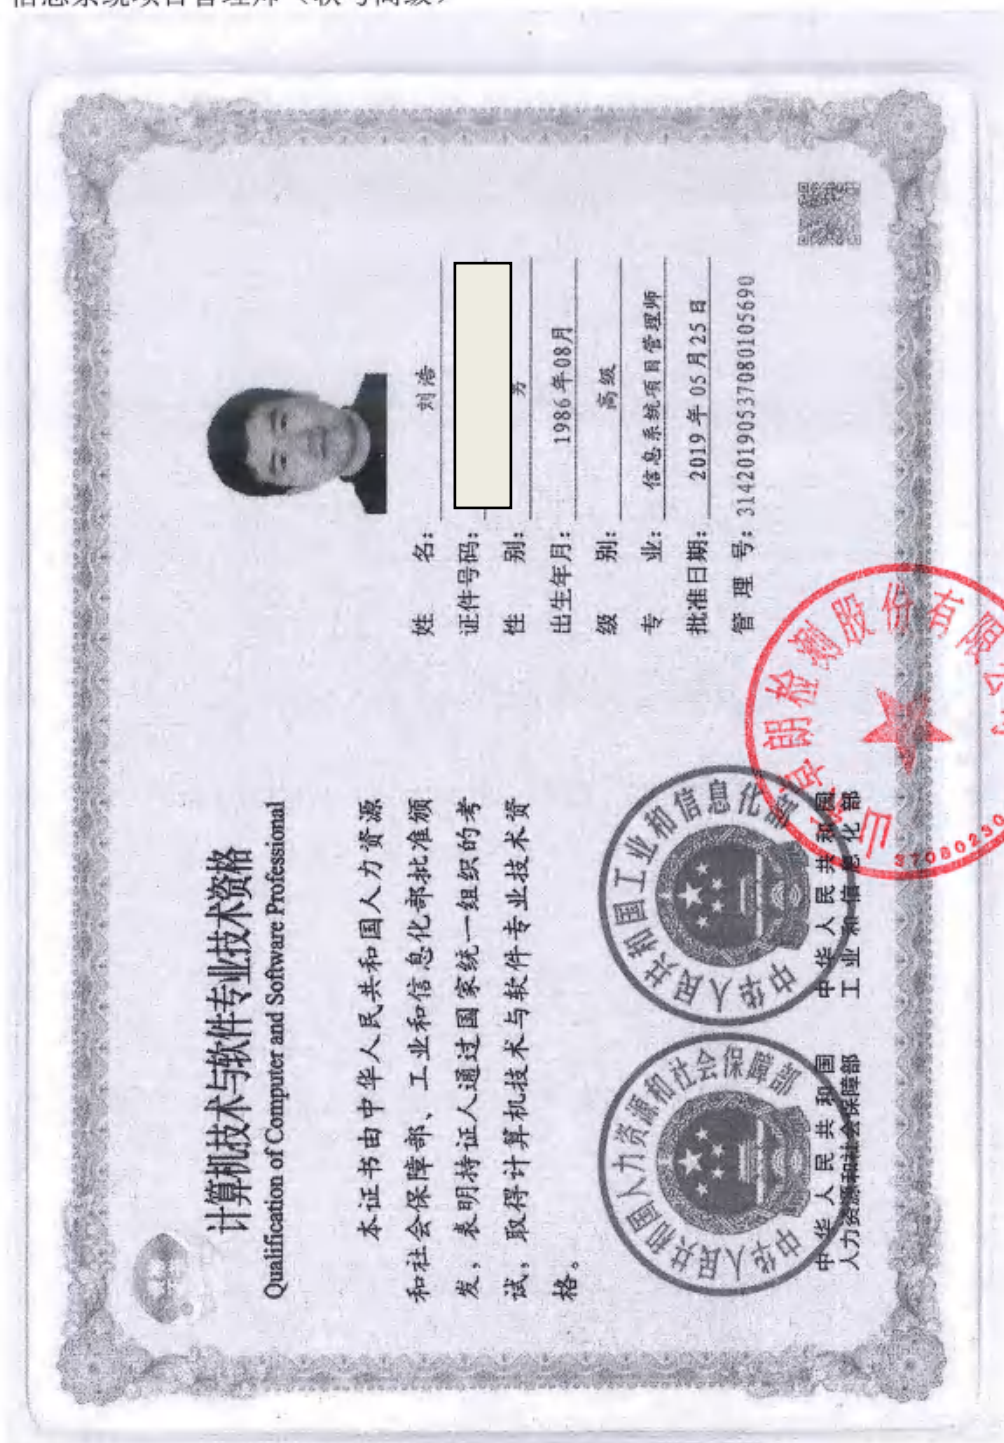 信息系统项目管理师（软考高级）
计算机技术与软件专业技术资格
Qualification of Computer and Software Professional
本证书由中华人民共和国人力资源
和社会保障部、工业和信息化部批准颁
发，表明持证人通过国家统一组织的考
试，取得计算机技术与软件专业技术资
格。
中华人民共和国人力资源和社会保障部
中华人民共和国
人力资源和社会保障部
中华人民共和国工业和信息化部
中华人民共和国
工业和信息化部
姓 名： 刘浩
证件号码：
性 别： 男
出生年月： 1986年08月
级 别： 高级
专 业： 信息系统项目管理师
批准日期： 2019年05月25日
管 理 号： 31420190537080105690
朗检测股份有限公
37080230